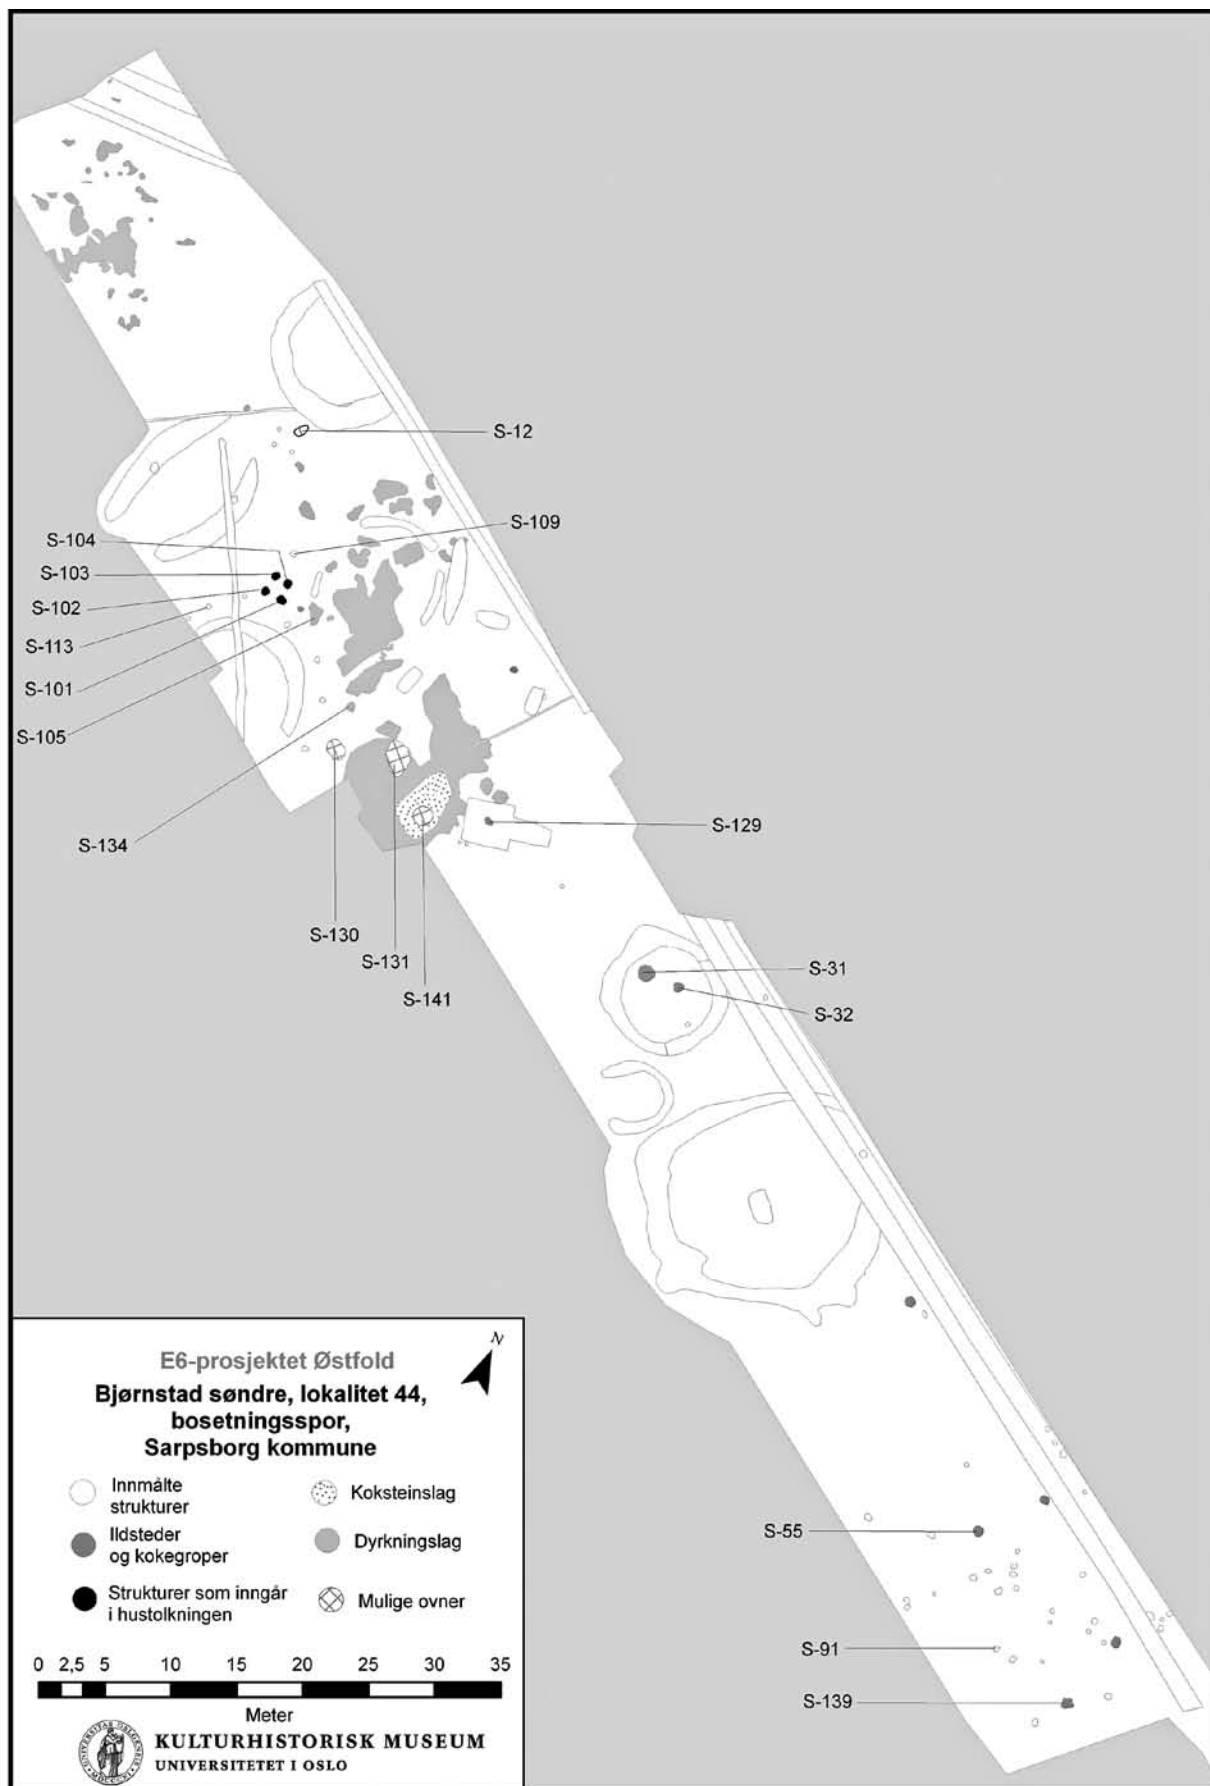 S-12
S-109
S-104
S-103
S-102
S-113
S-101
S-105
S-134
S-129
S-130
S-131
S-141
S-31
S-32
S-55
S-91
S-139
N
E6-prosjektet Østfold
Bjørnstad søndre, lokalitet 44,
bosetningsspor,
Sarpsborg kommune
Innmålte
strukturer
Ildsteder
og kokegroper
Strukturer som inngår
i hustolkningen
Koksteinslag
Dyrkningslag
Mulige ovner
0 2,5 5 10 15 20 25 30 35
Meter
KULTURHISTORISK MUSEUM
UNIVERSITETET I OSLO